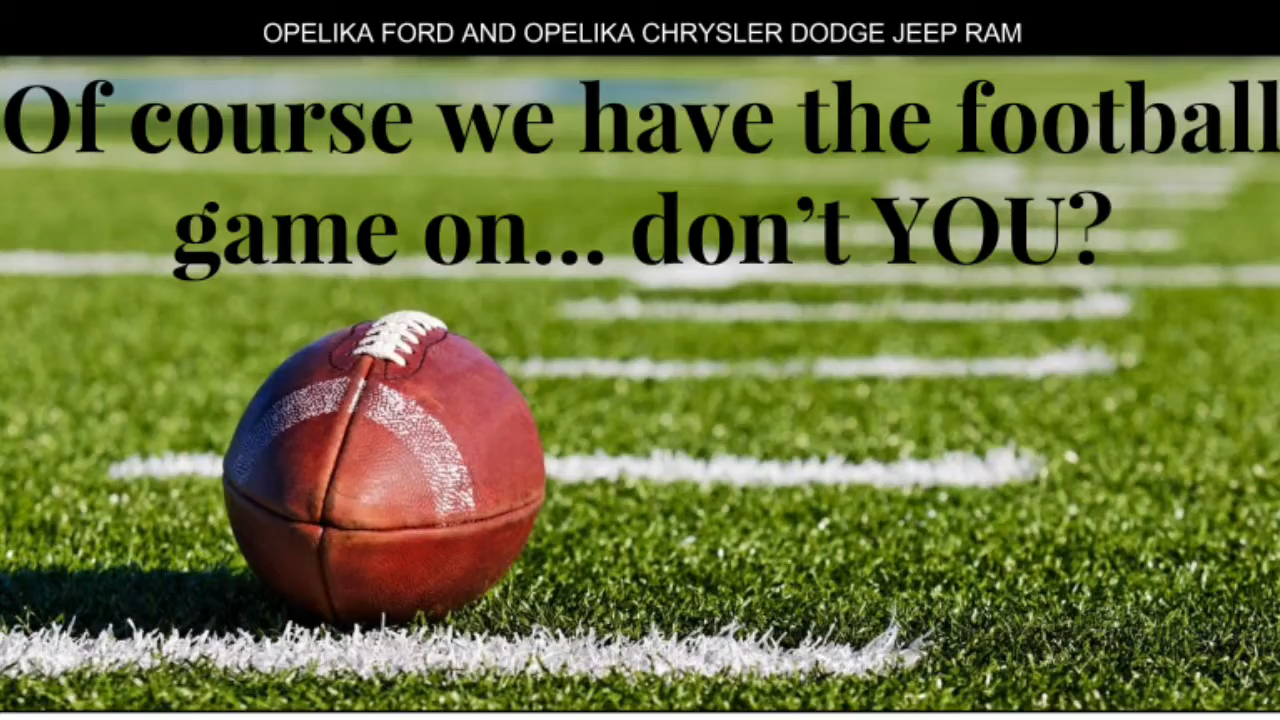 OPELIKA FORD AND OPELIKA CHRYSLER DODGE JEEP RAM
Of course we have the football
game on... don’t YOU?